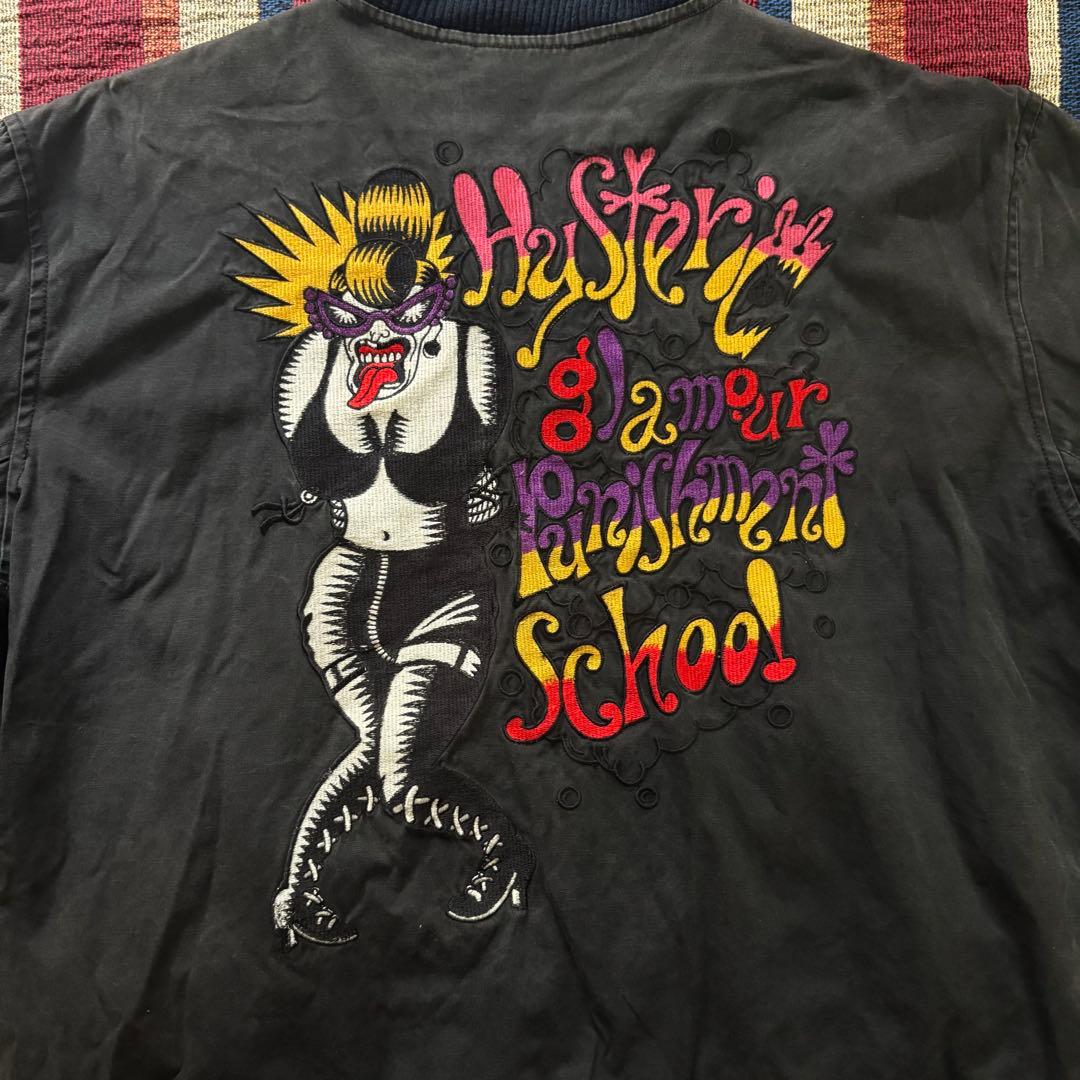 Hysteric
glamour
Punishment
School